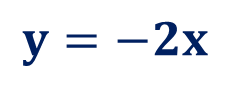 y = −2x